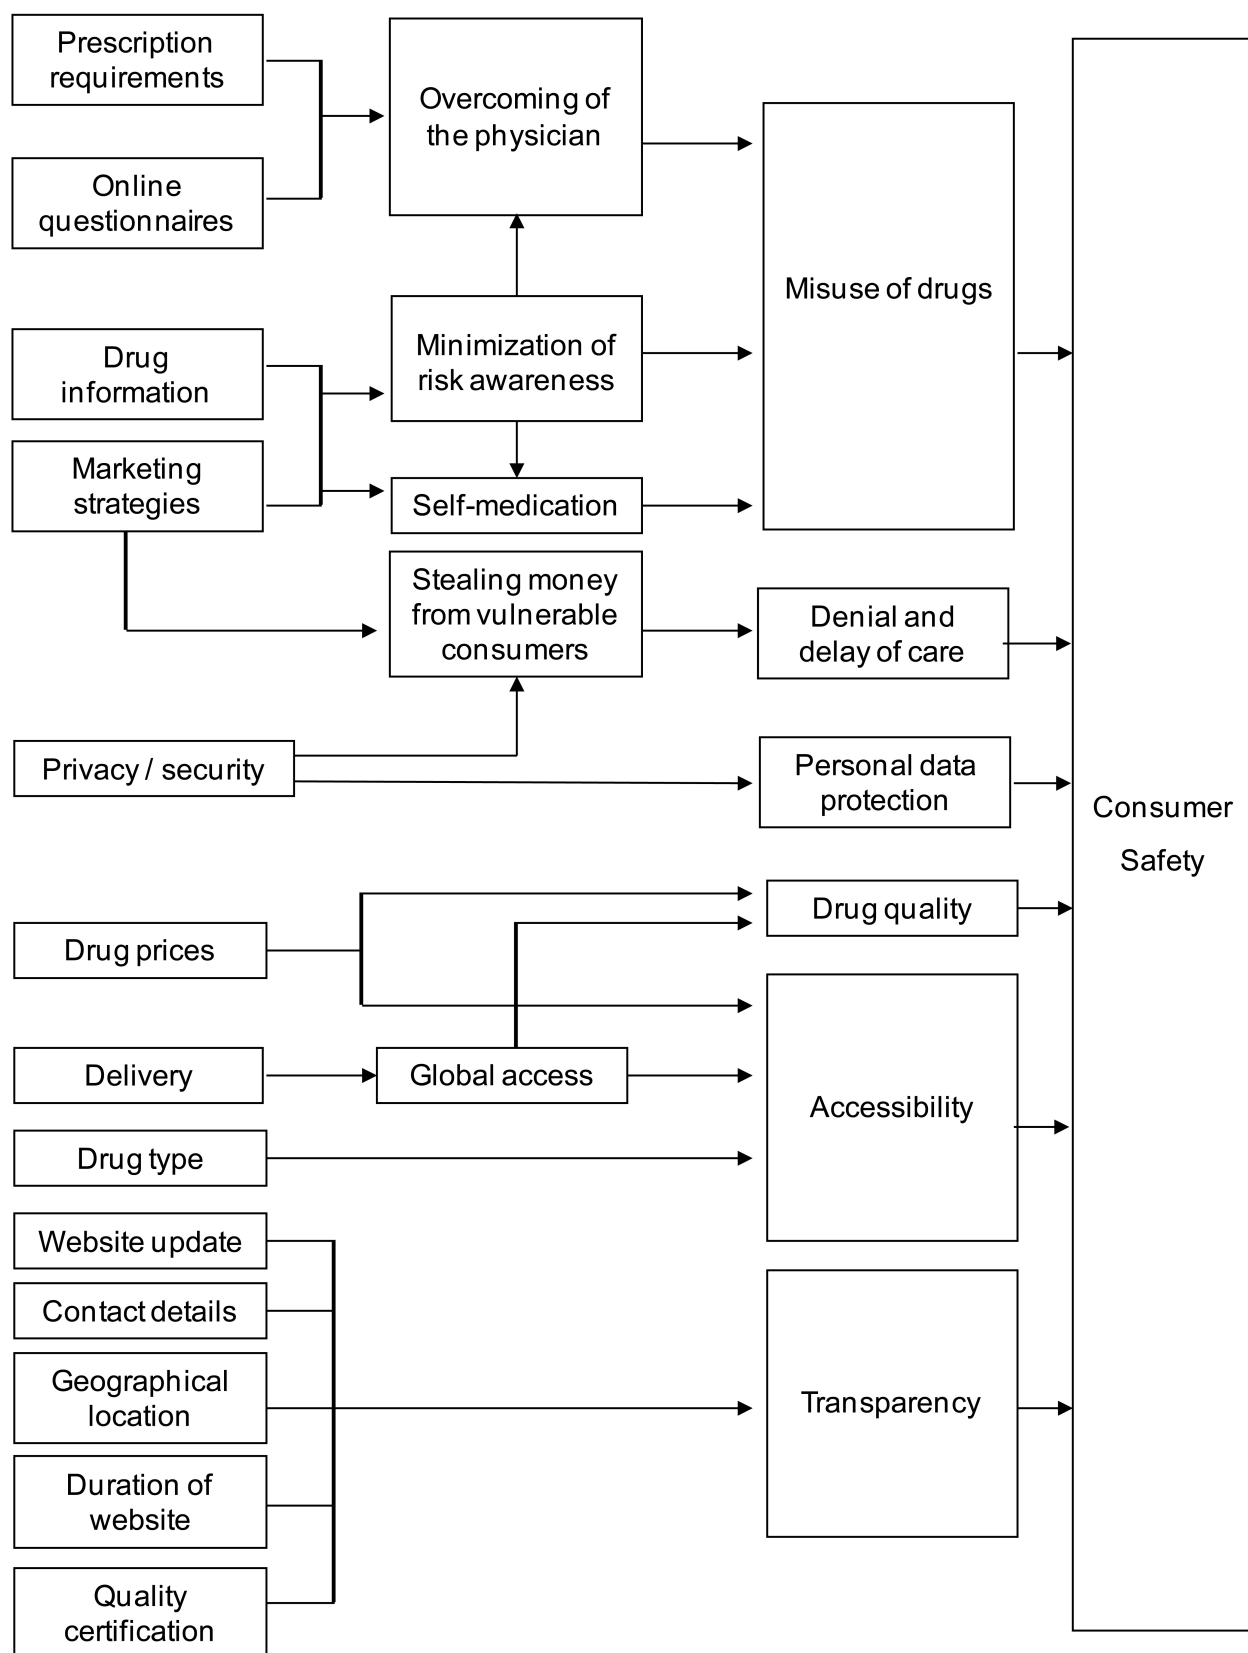 Prescription
requirements
Online
questionnaires
Drug
information
Marketing
strategies
Privacy / security
Drug prices
Delivery
Drug type
Website update
Contact details
Geographical
location
Duration of
website
Quality
certification
Overcoming of
the physician
Minimization of
risk awareness
Self-medication
Stealing money
from vulnerable
consumers
Global access
Misuse of drugs
Denial and
delay of care
Personal data
protection
Drug quality
Accessibility
Transparency
Consumer
Safety